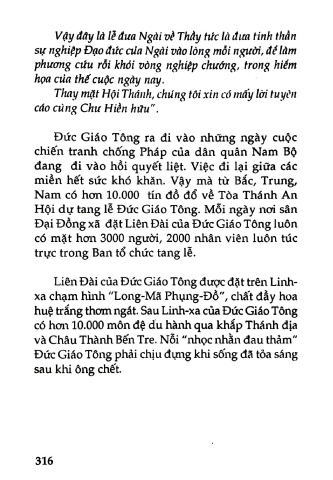 Vậy đây là lễ đưa Ngài về Thầy tức là đưa tinh thần
sự nghiệp Đạo đức của Ngài vào lòng mỗi người, để làm
phương cứu rỗi khỏi vòng nghiệp chướng, trong hiểm
họa của thế cuộc ngày nay.
Thay mặt Hội Thánh, chúng tôi xin có mấy lời tuyên
cáo cùng Chư Hiền hữu".
Đức Giáo Tông ra đi vào những ngày cuộc
chiến tranh chống Pháp của dân quân Nam Bộ
đang đi vào hồi quyết liệt. Việc đi lại giữa các
miền hết sức khó khăn. Vậy mà từ Bắc, Trung,
Nam có hơn 10.000 tín đồ đổ về Tòa Thánh An
Hội dự tang lễ Đức Giáo Tông. Mỗi ngày nơi sân
Đại Đồng xã đặt Liên Đài của Đức Giáo Tông luôn
có mặt hơn 3000 người, 2000 nhân viên luôn túc
trực trong Ban tổ chức tang lễ.
Liên Đài của Đức Giáo Tông được đặt trên Linh-
xa chạm hình "Long-Mã Phụng-Đồ", chất đầy hoa
huệ trắng thơm ngát. Sau Linh-xa của Đức Giáo Tông
có hơn 10.000 môn đệ du hành qua khắp Thánh địa
và Châu Thành Bến Tre. Nỗi "nhọc nhằn đau thảm"
Đức Giáo Tông phải chịu đựng khi sống đã tỏa sáng
sau khi ông chết.
316